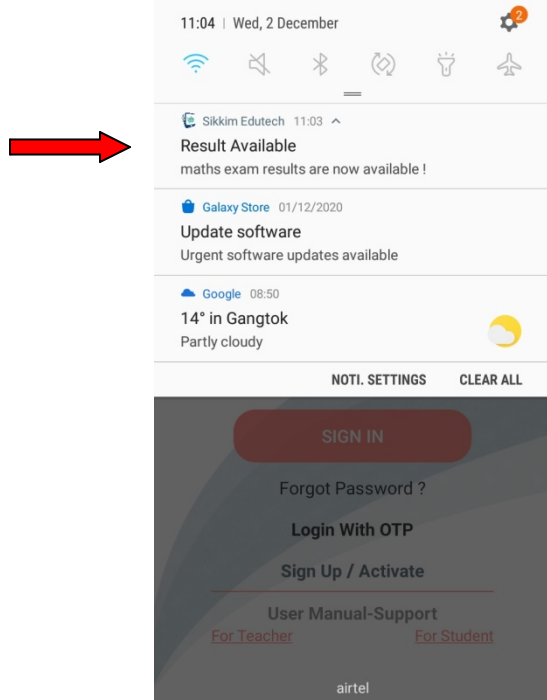 11:04 | Wed, 2 December
2
Sikkim Edutech 11:03
Result Available
maths exam results are now available !
Galaxy Store 01/12/2020
Update software
Urgent software updates available
Google 08:50
14° in Gangtok
Partly cloudy
NOTI. SETTINGS CLEAR ALL
SIGN IN
Forgot Password ?
Login With OTP
Sign Up / Activate
User Manual-Support
For Teacher For Student
airtel